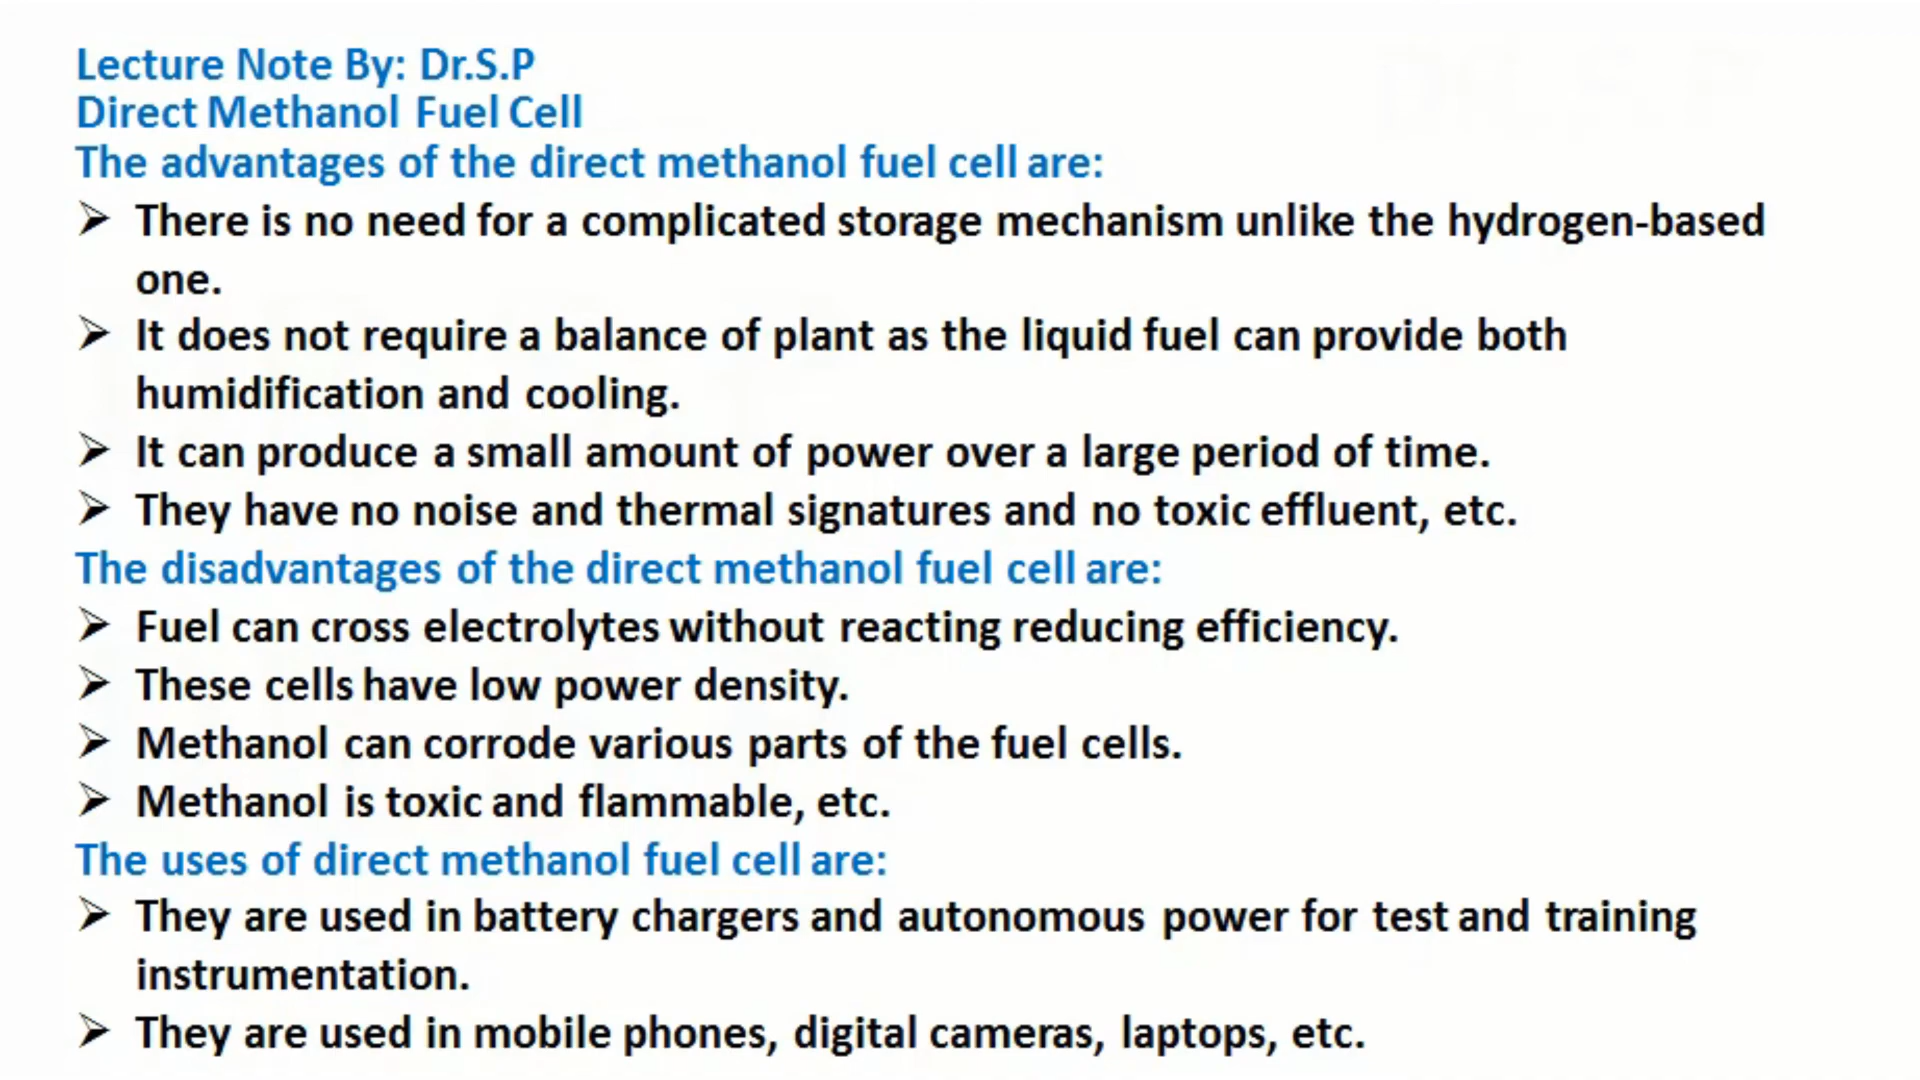 Lecture Note By: Dr.S.P
Direct Methanol Fuel Cell
The advantages of the direct methanol fuel cell are:
➢ There is no need for a complicated storage mechanism unlike the hydrogen-based
one.
➢ It does not require a balance of plant as the liquid fuel can provide both
humidification and cooling.
➢ It can produce a small amount of power over a large period of time.
➢ They have no noise and thermal signatures and no toxic effluent, etc.
The disadvantages of the direct methanol fuel cell are:
➢ Fuel can cross electrolytes without reacting reducing efficiency.
➢ These cells have low power density.
➢ Methanol can corrode various parts of the fuel cells.
➢ Methanol is toxic and flammable, etc.
The uses of direct methanol fuel cell are:
➢ They are used in battery chargers and autonomous power for test and training
instrumentation.
➢ They are used in mobile phones, digital cameras, laptops, etc.